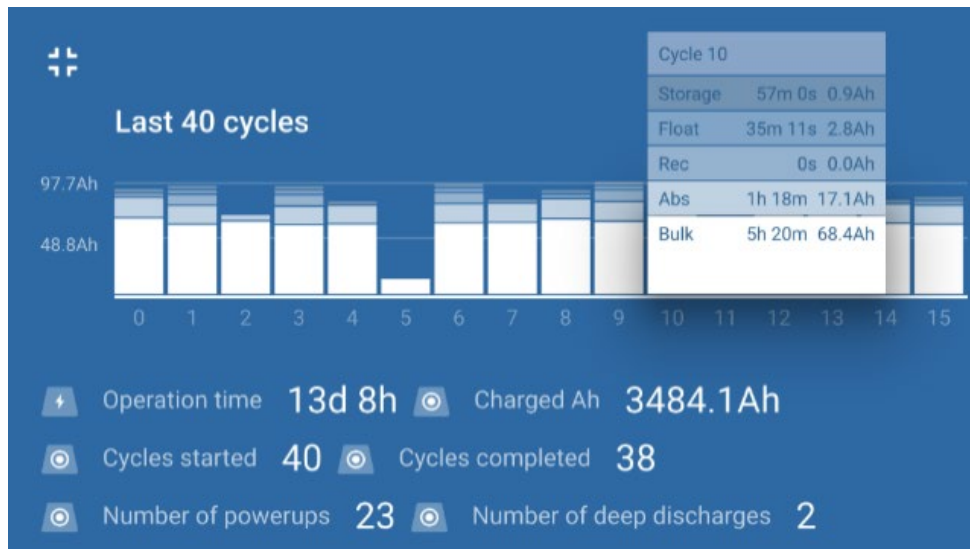 Last 40 cycles
97.7Ah
48.8Ah
Cycle 10
Storage 57m 0s 0.9Ah
Float 35m 11s 2.8Ah
Rec 0s 0.0Ah
Abs 1h 18m 17.1Ah
Bulk 5h 20m 68.4Ah
0 1 2 3 4 5 6 7 8 9 10 11 12 13 14 15
Operation time 13d 8h Charged Ah 3484.1Ah
Cycles started 40 Cycles completed 38
Number of powerups 23 Number of deep discharges 2